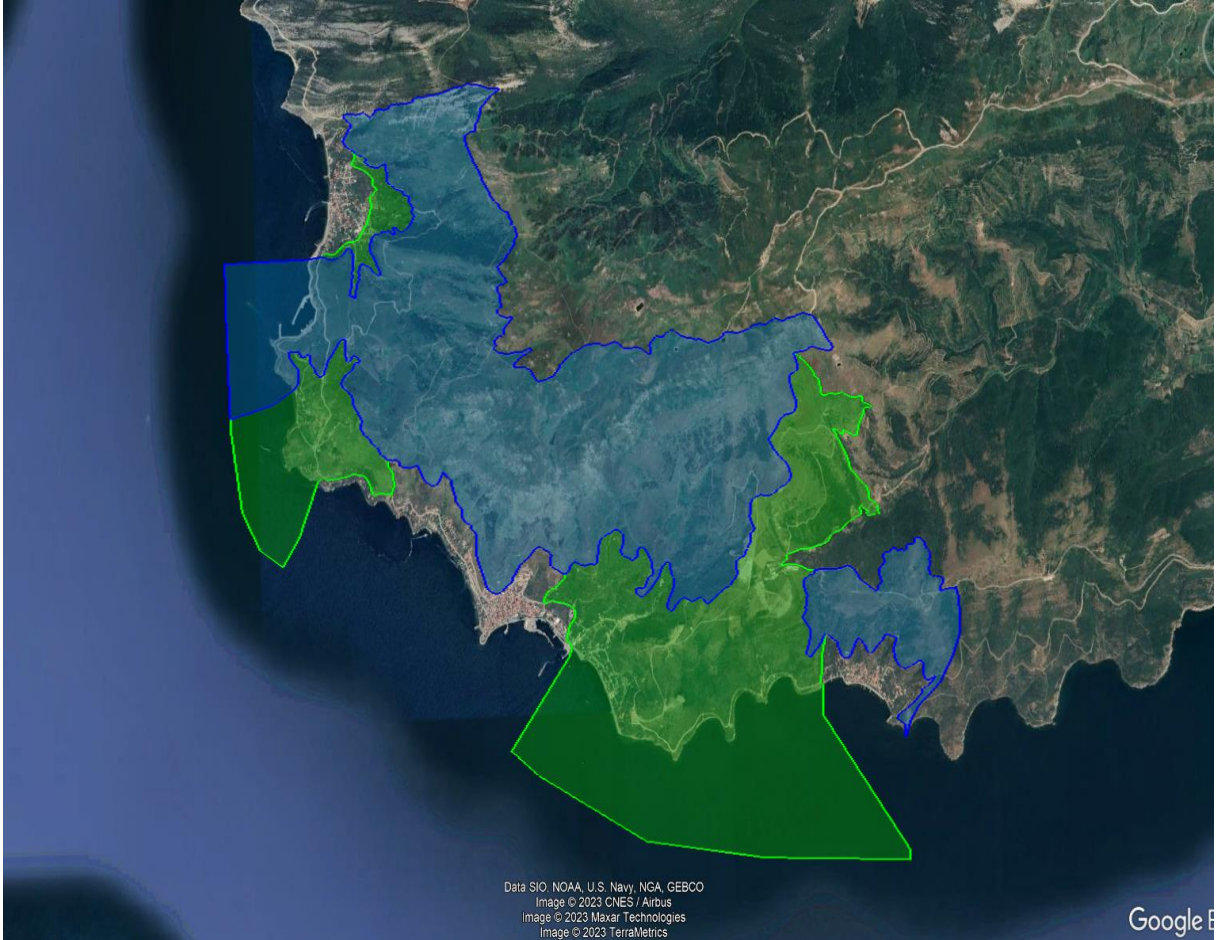 Data SIO, NOAA, U.S. Navy, NGA, GEBCO
Image © 2023 CNES / Airbus
Image © 2023 Maxar Technologies
Image © 2023 TerraMetrics
Google E